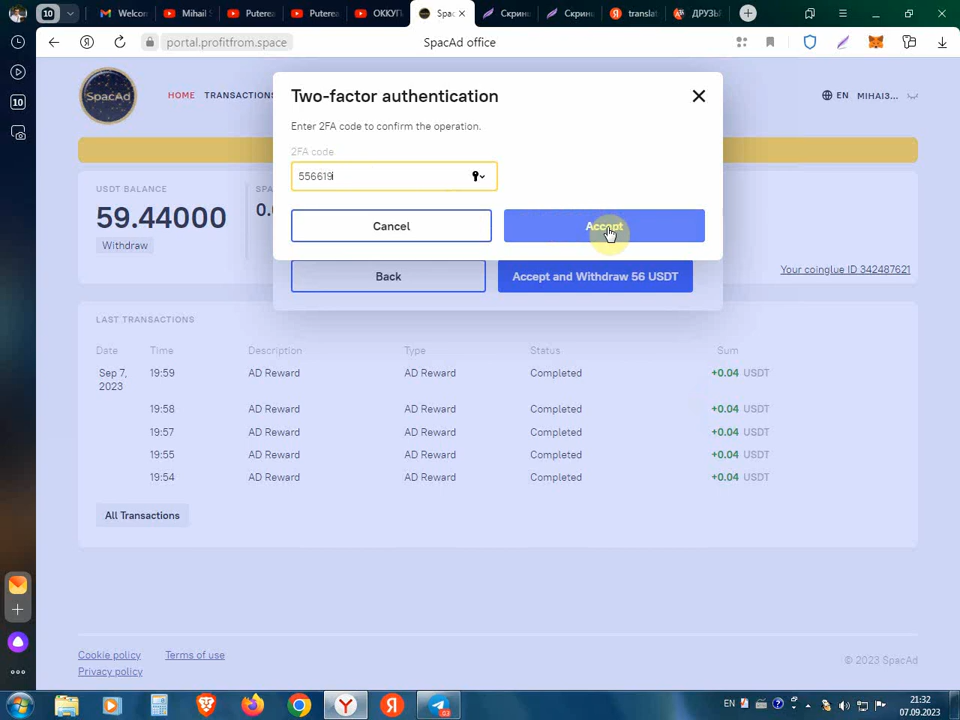 10
Welcon
Mihail S
Puterea
Puterea
ОККУП
Spac
Скрин
Скрин
translat
ДРУЗЬ
portal.profitfrom.space
SpacAd office
10
SpacAd
HOME
TRANSACTIONS
EN
MIHAI3...
Two-factor authentication
Enter 2FA code to confirm the operation.
2FA code
556619
Cancel
Accept
USDT BALANCE
59.44000
Withdraw
Back
Accept and Withdraw 56 USDT
Your coinglue ID 342487621
LAST TRANSACTIONS
Date Time Description Type Status Sum
Sep 7, 2023 19:59 AD Reward AD Reward Completed +0.04 USDT
19:58 AD Reward AD Reward Completed +0.04 USDT
19:57 AD Reward AD Reward Completed +0.04 USDT
19:55 AD Reward AD Reward Completed +0.04 USDT
19:54 AD Reward AD Reward Completed +0.04 USDT
All Transactions
Cookie policy Terms of use
Privacy policy
© 2023 SpacAd
EN
21:32
07.09.2023